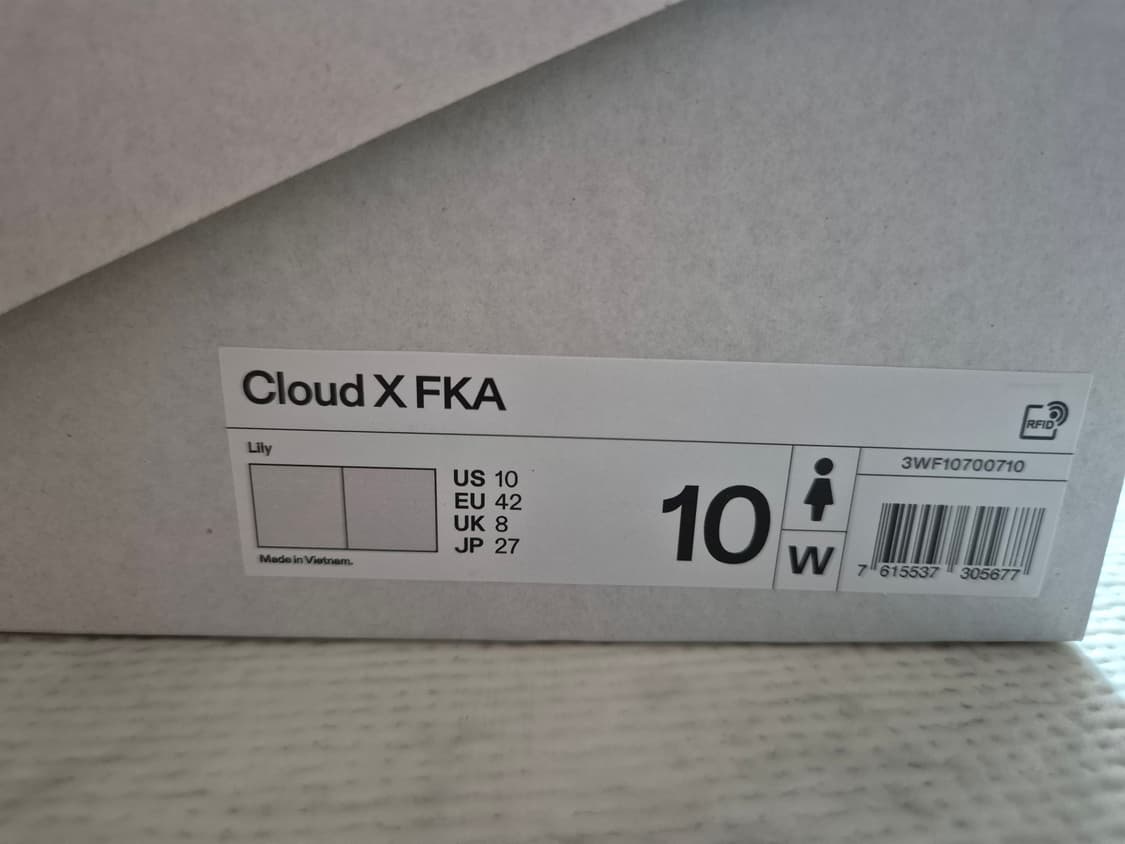 Cloud X FKA
RFID
Lily
US 10
EU 42
UK 8
JP 27
Made in Vietnam.
10
W
3WF10700710
7 615537 305677